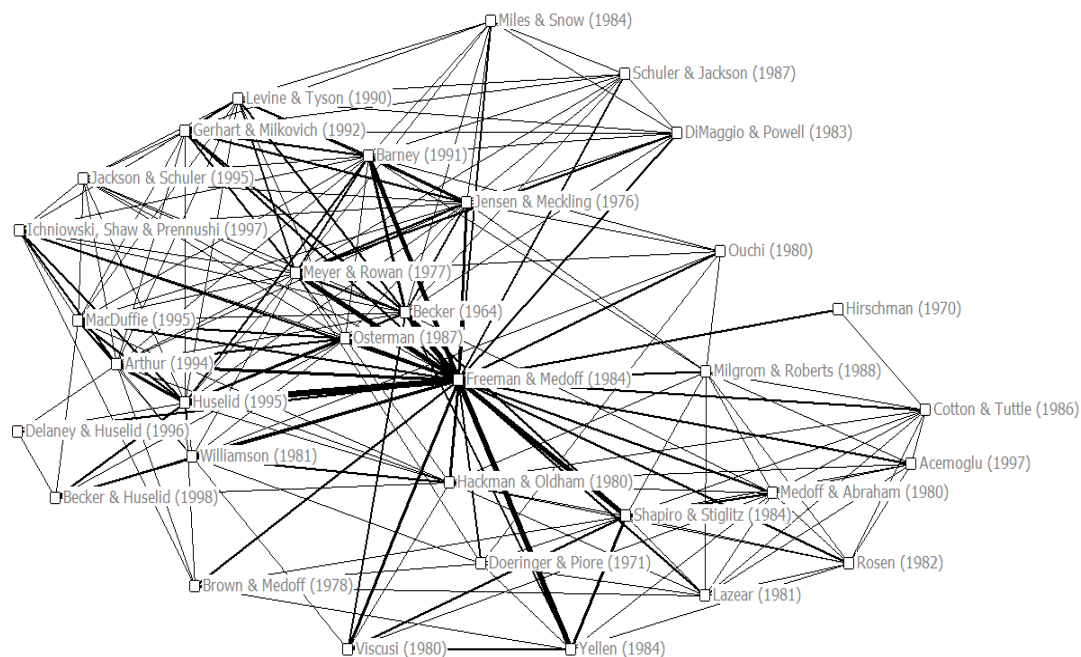 Miles & Snow (1984)
Schuler & Jackson (1987)
Levine & Tyson (1990)
Gerhart & Milkovich (1992)
DiMaggio & Powell (1983)
Barney (1991)
Jackson & Schuler (1995)
Jensen & Meckling (1976)
Ichniowski, Shaw & Prennushi (1997)
Ouchi (1980)
Meyer & Rowan (1977)
Hirschman (1970)
Becker (1964)
MacDuffie (1995)
Osterman (1987)
Arthur (1994)
Milgrom & Roberts (1988)
Freeman & Medoff (1984)
Huselid (1995)
Cotton & Tuttle (1986)
Delaney & Huselid (1996)
Williamson (1981)
Acemoglu (1997)
Hackman & Oldham (1980)
Medoff & Abraham (1980)
Becker & Huselid (1998)
Shapiro & Stiglitz (1984)
Doeringer & Piore (1971)
Rosen (1982)
Brown & Medoff (1978)
Lazear (1981)
Viscusi (1980)
Yellen (1984)